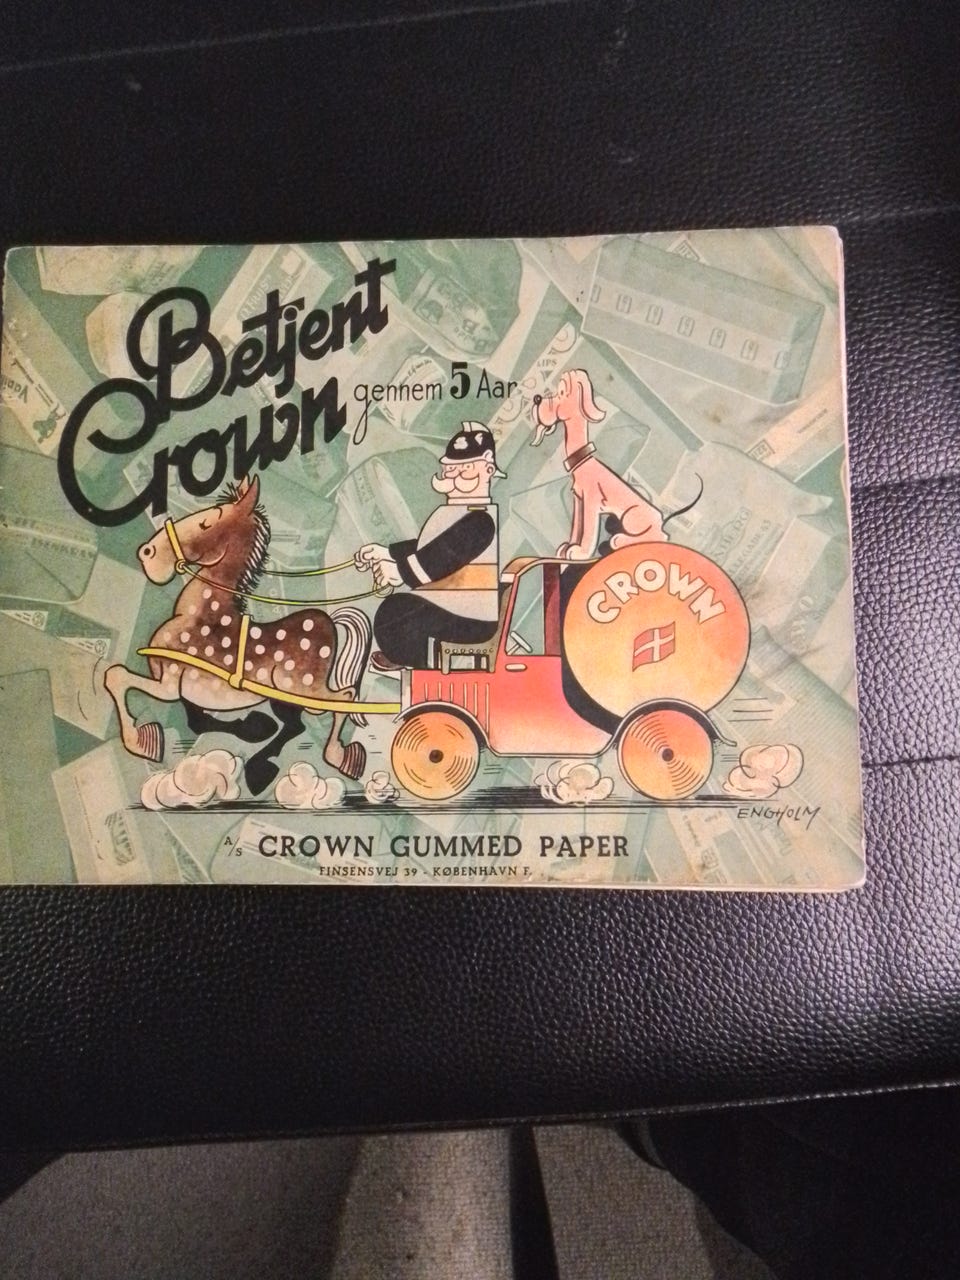 Betjent
Crown
gennem 5 Aar
CROWN
ENGHOLM
A/S CROWN GUMMED PAPER
FINSENSVEJ 39 - KØBENHAVN F.